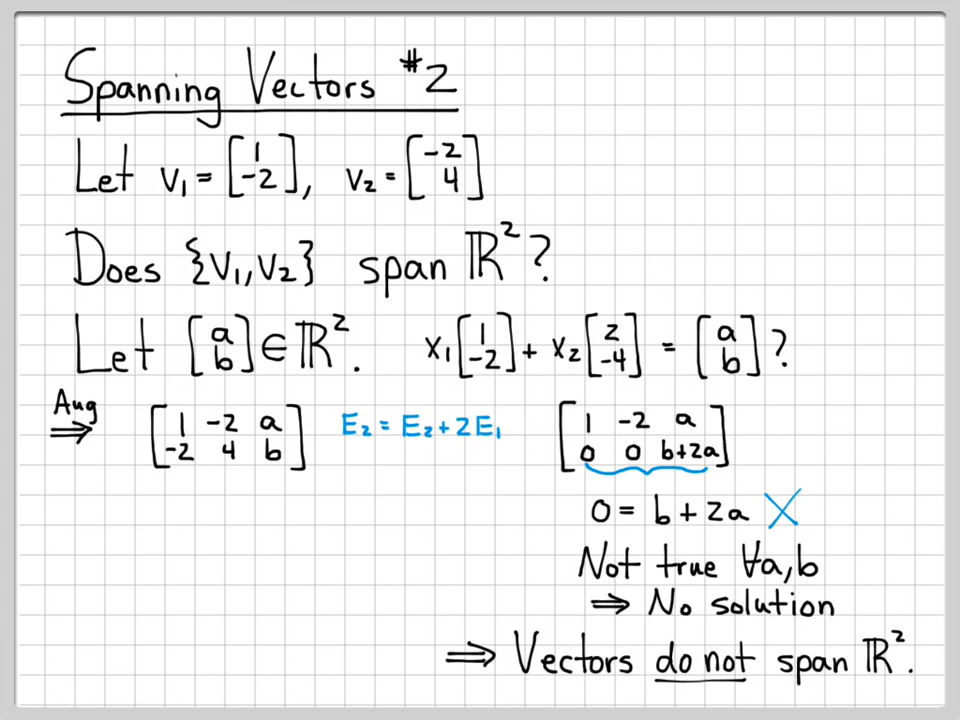 Spanning Vectors #2
Let v₁ = [1 -2], v₂ = [-2 4]
Does {v₁,v₂} span ℝ²?
Let [a b] ∈ ℝ². x₁[1 -2] + x₂[2 -4] = [a b]?
Aug ⇒ [1 -2 a; -2 4 b] E₂ = E₂ + 2E₁ [1 -2 a; 0 0 b+2a]
0 = b + 2a X
Not true ∀a,b
⇒ No solution
⇒ Vectors do not span ℝ².